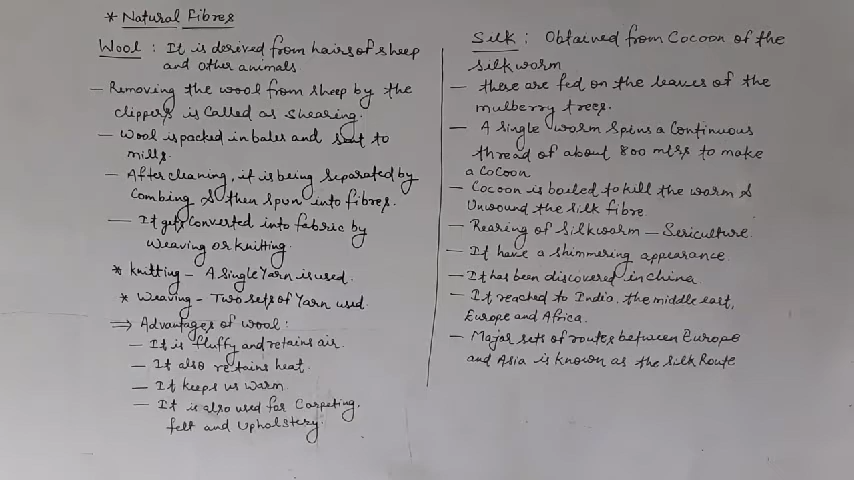 * Natural Fibres
Wool : It is derived from hairs of sheep
and other animals
- Removing the wool from sheep by the
clippers is called as shearing.
- Wool is packed in bales and sent to
mills.
- After cleaning, it is being separated by
Combing & then spun into fibres.
- It gets converted into fabric by
Weaving or knitting.
* Knitting - A single Yarn is used.
* Weaving - Two sets of Yarn used.
⇒ Advantages of wool:
- It is fluffy and retains air.
- It also retains heat.
- It keeps us warm.
- It is also used for Carpeting,
felt and Upholstery.
Silk : Obtained from Cocoon of the
silkworm
- these are fed on the leaves of the
mulberry trees.
- A single worm spins a Continuous
thread of about 800 mtrs to make
a Cocoon
- Cocoon is boiled to kill the worm &
Unwound the silk fibre.
- Rearing of silkworm - Sericulture.
- It have a shimmering appearance.
- It has been discovered in china
- It reached to India, the middle east,
Europe and Africa.
- Major sets of routes between Europe
and Asia is known as the Silk Route